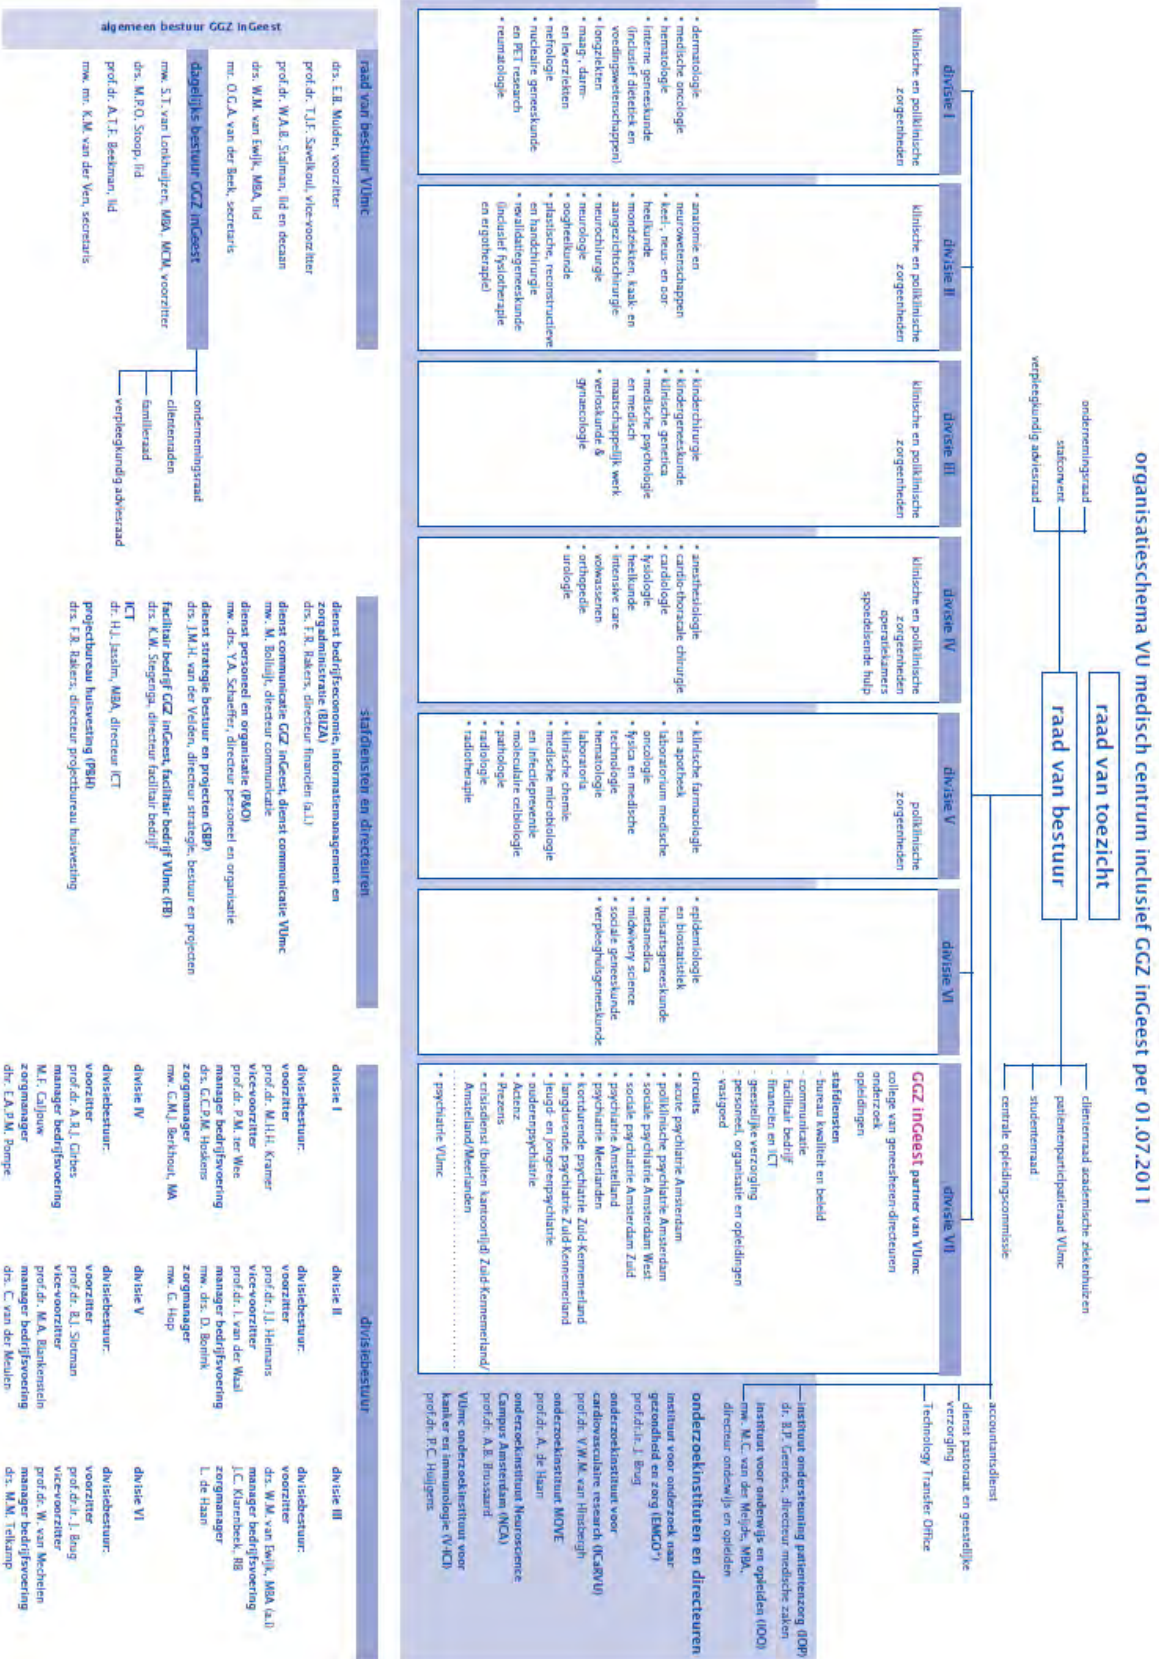 organisatieschema VU medisch centrum inclusief GGZ inGeest per 01.07.2011
raad van toezicht
raad van bestuur
ondernemingsraad
stafconvent
verpleegkundig adviesraad
cliëntenraad academische ziekenhuizen
patiëntenparticipatieraad VUmc
studentenraad
centrale opleidingscommissie
accountantsdienst
dienst pastoraat en geestelijke
verzorging
Technology Transfer Office
divisie I
klinische en poliklinische
zorgeenheden
• dermatologie
• medische oncologie
• hematologie
• interne geneeskunde
(inclusief diëtetiek en
voedingswetenschappen)
• longziekten
• maag-, darm-
en leverziekten
• nefrologie
• nucleaire geneeskunde
en PET research
• reumatologie
divisie II
klinische en poliklinische
zorgeenheden
• anatomie en
neurowetenschappen
• keel-, neus- en oor-
heelkunde
• mondziekten, kaak- en
aangezichtschirurgie
• neurochirurgie
• neurologie
• oogheelkunde
• plastische, reconstructieve
en handchirurgie
• revalidatiegeneeskunde
(inclusief fysiotherapie
en ergotherapie)
divisie III
klinische en poliklinische
zorgeenheden
• kinderchirurgie
• kindergeneeskunde
• klinische genetica
• medische psychologie
en medisch
maatschappelijk werk
• verloskunde &
gynaecologie
divisie IV
klinische en poliklinische
zorgeenheden
operatiekamers
spoedeisende hulp
• anesthesiologie
• cardio-thoracale chirurgie
• cardiologie
• fysiologie
• heelkunde
• intensive care
volwassenen
• orthopedie
• urologie
divisie V
poliklinische
zorgeenheden
• klinische farmacologie
en apotheek
• laboratorium medische
oncologie
• fysica en medische
technologie
• hematologie
laboratoria
• klinische chemie
• medische microbiologie
en infectiepreventie
• moleculaire celbiologie
• pathologie
• radiologie
• radiotherapie
divisie VI
• epidemiologie
en biostatistiek
• huisartsgeneeskunde
• metamedica
• midwivery science
• sociale geneeskunde
• verpleeghuisgeneeskunde
divisie VII
GGZ inGeest partner van VUmc
college van geneesheren-directeuren
onderzoek
opleidingen
stafdiensten
- bureau kwaliteit en beleid
- communicatie
- facilitair bedrijf
- financiën en ICT
- geestelijke verzorging
- personeel, organisatie en opleidingen
- vastgoed
circuits
• acute psychiatrie Amsterdam
• poliklinische psychiatrie Amsterdam
• sociale psychiatrie Amsterdam West
• sociale psychiatrie Amsterdam Zuid
• psychiatrie Amstelland
• psychiatrie Meerlanden
• kortdurende psychiatrie Zuid-Kennemerland
• langdurende psychiatrie Zuid-Kennemerland
• jeugd- en jongerenpsychiatrie
• ouderenpsychiatrie
• Actenz
• Prezens
• crisisdienst (buiten kantoortijd) Zuid-Kennemerland/
Amstelland/Meerlanden
• psychiatrie VUmc
instituut ondersteuning patiëntenzorg (IOP)
dr. B.P. Geerdes, directeur medische zaken
instituut voor onderwijs en opleiden (IOO)
mw. M.C. van der Meijde, MBA,
directeur onderwijs en opleiden
onderzoekinstituten en directeuren
instituut voor onderzoek naar
gezondheid en zorg (EMGO+)
prof.dr.ir. J. Brug
onderzoekinstituut voor
cardiovasculaire research (ICaRVU)
prof.dr. V.W.M. van Hinsbergh
onderzoekinstituut MOVE
prof.dr. A. de Haan
onderzoekinstituut Neuroscience
Campus Amsterdam (NCA)
prof.dr. A.B. Brussaard
VUmc onderzoekinstituut voor
kanker en immunologie (V-ICI)
prof.dr. P.C. Huijgens
raad van bestuur VUmc
drs. E.B. Mulder, voorzitter
prof.dr. T.J.F. Savelkoul, vice-voorzitter
prof.dr. W.A.B. Stalman, lid en decaan
drs. W.M. van Ewijk, MBA, lid
mr. O.G.A. van der Beek, secretaris
algemeen bestuur GGZ inGeest
dagelijks bestuur GGZ inGeest
mw. S.T. van Lonkhuijzen, MBA, MCM, voorzitter
drs. M.P.O. Stoop, lid
prof.dr. A.T.F. Beekman, lid
mw. mr. K.M. van der Ven, secretaris
ondernemingsraad
cliëntenraden
familieraad
verpleegkundig adviesraad
stafdiensten en directeuren
dienst bedrijfseconomie, informatiemanagement en
zorgadministratie (BIZA)
drs. F.R. Rakers, directeur financiën (a.i.)
dienst communicatie GGZ inGeest, dienst communicatie VUmc
mw. M. Bolluijt, directeur communicatie
dienst personeel en organisatie (P&O)
mw. drs. Y.A. Schaeffer, directeur personeel en organisatie
dienst strategie bestuur en projecten (SBP)
drs. J.M.H. van der Velden, directeur strategie, bestuur en projecten
facilitair bedrijf GGZ inGeest, facilitair bedrijf VUmc (FB)
drs. K.W. Stegenga, directeur facilitair bedrijf
ICT
dr. H.J. Jassim, MBA, directeur ICT
projectbureau huisvesting (PBH)
drs. F.R. Rakers, directeur projectbureau huisvesting
divisiebestuur
divisie I
divisiebestuur:
voorzitter
prof.dr. M.H.H. Kramer
vice-voorzitter
prof.dr. P.M. ter Wee
manager bedrijfsvoering
drs. G.C.P.M. Hoskens
zorgmanager
mw. G.M.J. Berkhout, MA
divisie II
divisiebestuur:
voorzitter
prof.dr. J.J. Heimans
vice-voorzitter
prof.dr. I. van der Waal
manager bedrijfsvoering
mw. drs. D. Bonink
zorgmanager
mw. G. Hop
divisie III
divisiebestuur:
voorzitter
drs. W.M. van Ewijk, MBA (a.i)
manager bedrijfsvoering
J.C. Klarenbeek, RB
zorgmanager
L. de Haan
divisie IV
divisiebestuur:
voorzitter
prof.dr. A.R.J. Girbes
manager bedrijfsvoering
M.F. Caljouw
zorgmanager
dhr. E.A.P.M. Pompe
divisie V
divisiebestuur:
voorzitter
prof.dr. B.J. Slotman
vice-voorzitter
prof.dr. M.A. Blankenstein
manager bedrijfsvoering
drs. C. van der Meulen
divisie VI
divisiebestuur:
voorzitter
prof.dr.ir. J. Brug
vice-voorzitter
prof.dr. W. van Mechelen
manager bedrijfsvoering
drs. M.M. Telkamp